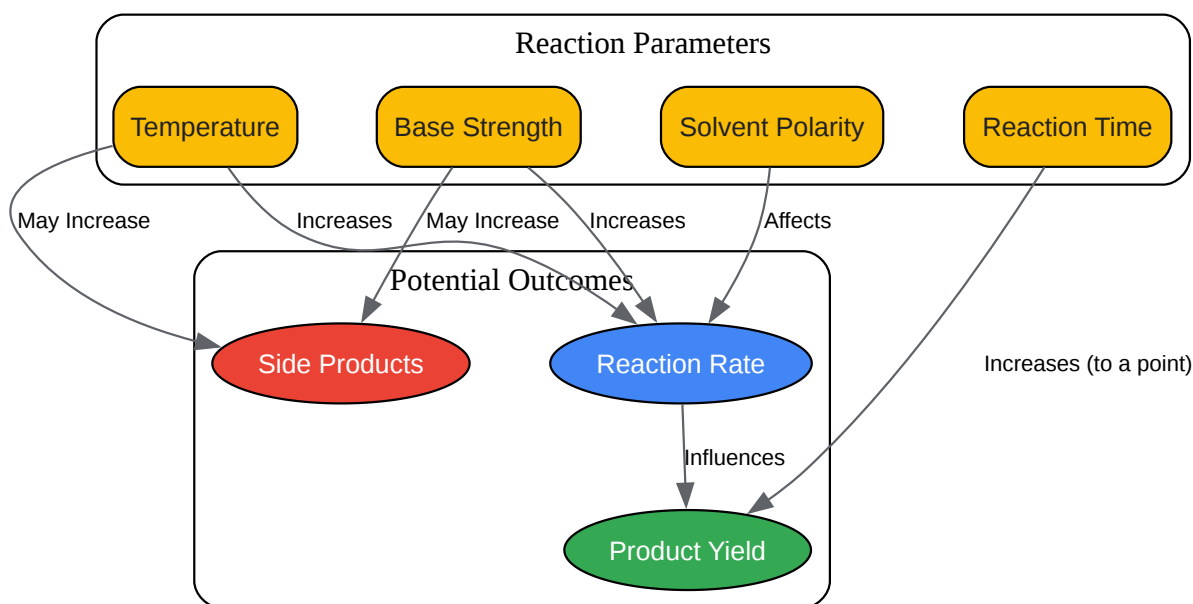 Reaction Parameters
Temperature
Base Strength
Solvent Polarity
Reaction Time
May Increase
Increases
May Increase
Increases
Affects
Potential Outcomes
Side Products
Reaction Rate
Increases (to a point)
Influences
Product Yield